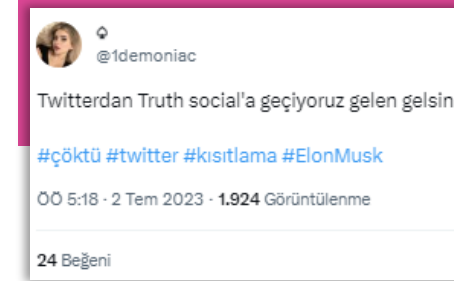 @1demoniac
Twitterdan Truth social'a geçiyoruz gelen gelsin
#çöktü #twitter #kısıtlama #ElonMusk
ÖÖ 5:18 · 2 Tem 2023 · 1.924 Görüntülenme
24 Beğeni